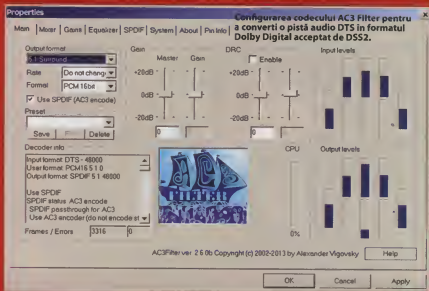 Properties
Configurarea codecului AC3 Filter pentru
a converti o pistă audio DTS in formatul
Dolby Digital acceptat de DSS2.
Main Mixer Gains Equalizer SPDIF System About Pin Info
Output format
5.1 Surround
Rate Do not chang
Format PCM 16bit
Use SPDIF (AC3 encode)
Preset
Save Delete
Gain
Master Gain
+20dB
0dB
-20dB
0
DRC
Enable
+20dB
0dB
-20dB
0
Input levels
Decoder info
Input format: DTS - 48000
User format: PCM16 5.1 0
Output format: SPDIF 5.1 48000
Use SPDIF
SPDIF status: AC3 encode
SPDIF passthrough for AC3
Use AC3 encoder (do not encode st
Frames / Errors 3316 0
AC3
FILTER
CPU
0%
Output levels
AC3Filter ver. 2.6.0b Copyright (c) 2002-2013 by Alexander Vigovsky
Help
OK Cancel Apply